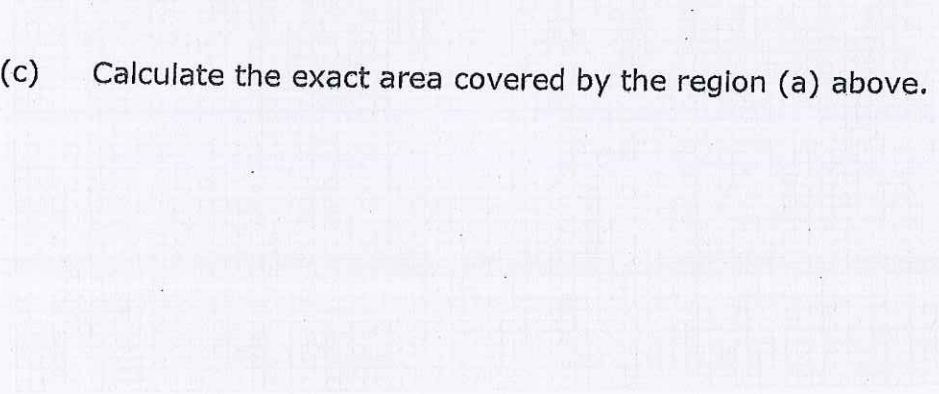 (c) Calculate the exact area covered by the region (a) above.